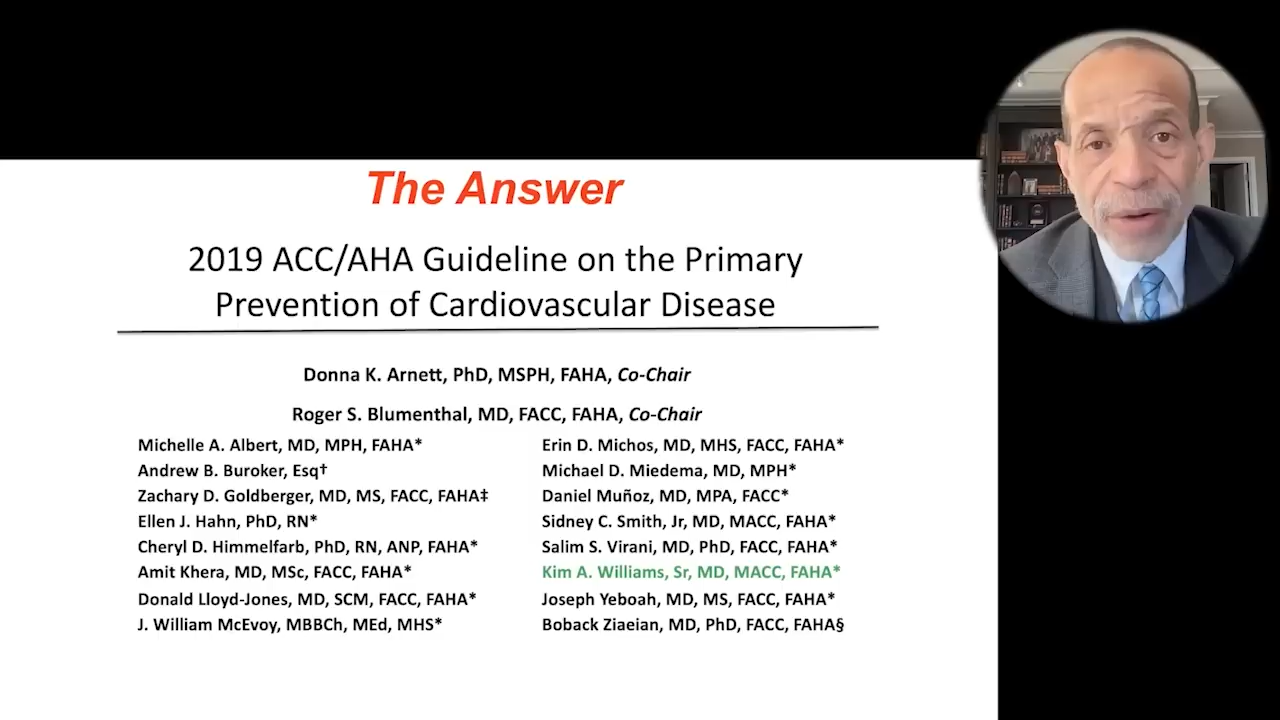 The Answer
2019 ACC/AHA Guideline on the Primary
Prevention of Cardiovascular Disease
Donna K. Arnett, PhD, MSPH, FAHA, Co-Chair
Roger S. Blumenthal, MD, FACC, FAHA, Co-Chair
Michelle A. Albert, MD, MPH, FAHA*
Andrew B. Buroker, Esq†
Zachary D. Goldberger, MD, MS, FACC, FAHA‡
Ellen J. Hahn, PhD, RN*
Cheryl D. Himmelfarb, PhD, RN, ANP, FAHA*
Amit Khera, MD, MSc, FACC, FAHA*
Donald Lloyd-Jones, MD, SCM, FACC, FAHA*
J. William McEvoy, MBBCh, MEd, MHS*
Erin D. Michos, MD, MHS, FACC, FAHA*
Michael D. Miedema, MD, MPH*
Daniel Muñoz, MD, MPA, FACC*
Sidney C. Smith, Jr, MD, MACC, FAHA*
Salim S. Virani, MD, PhD, FACC, FAHA*
Kim A. Williams, Sr, MD, MACC, FAHA*
Joseph Yeboah, MD, MS, FACC, FAHA*
Boback Ziaeian, MD, PhD, FACC, FAHA§